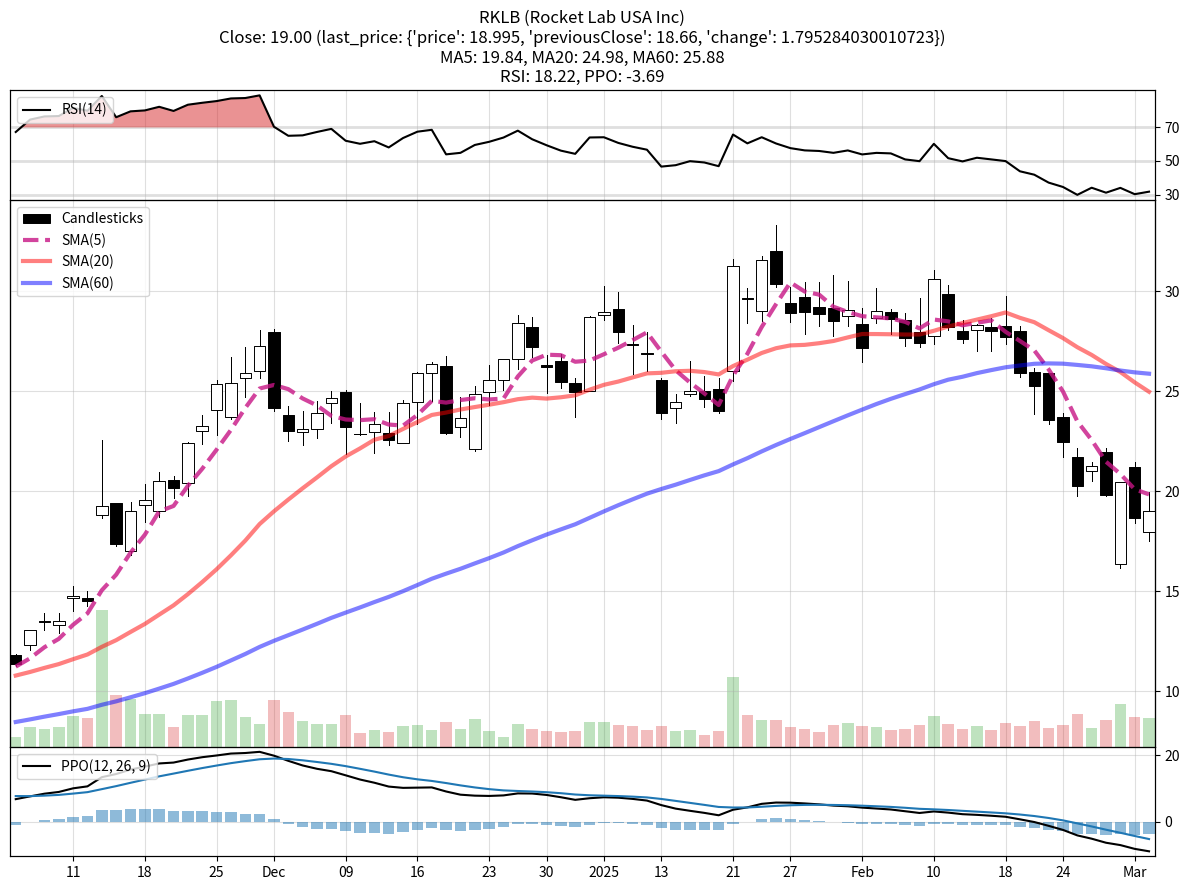 RKLB (Rocket Lab USA Inc)
Close: 19.00 (last_price: {'price': 18.995, 'previousClose': 18.66, 'change': 1.795284030010723})
MA5: 19.84, MA20: 24.98, MA60: 25.88
RSI: 18.22, PPO: -3.69
RSI(14)
70
50
30
Candlesticks
SMA(5)
SMA(20)
SMA(60)
30
25
20
15
10
PPO(12, 26, 9)
20
0
11 18 25 Dec 09 16 23 30 2025 13 21 27 Feb 10 18 24 Mar